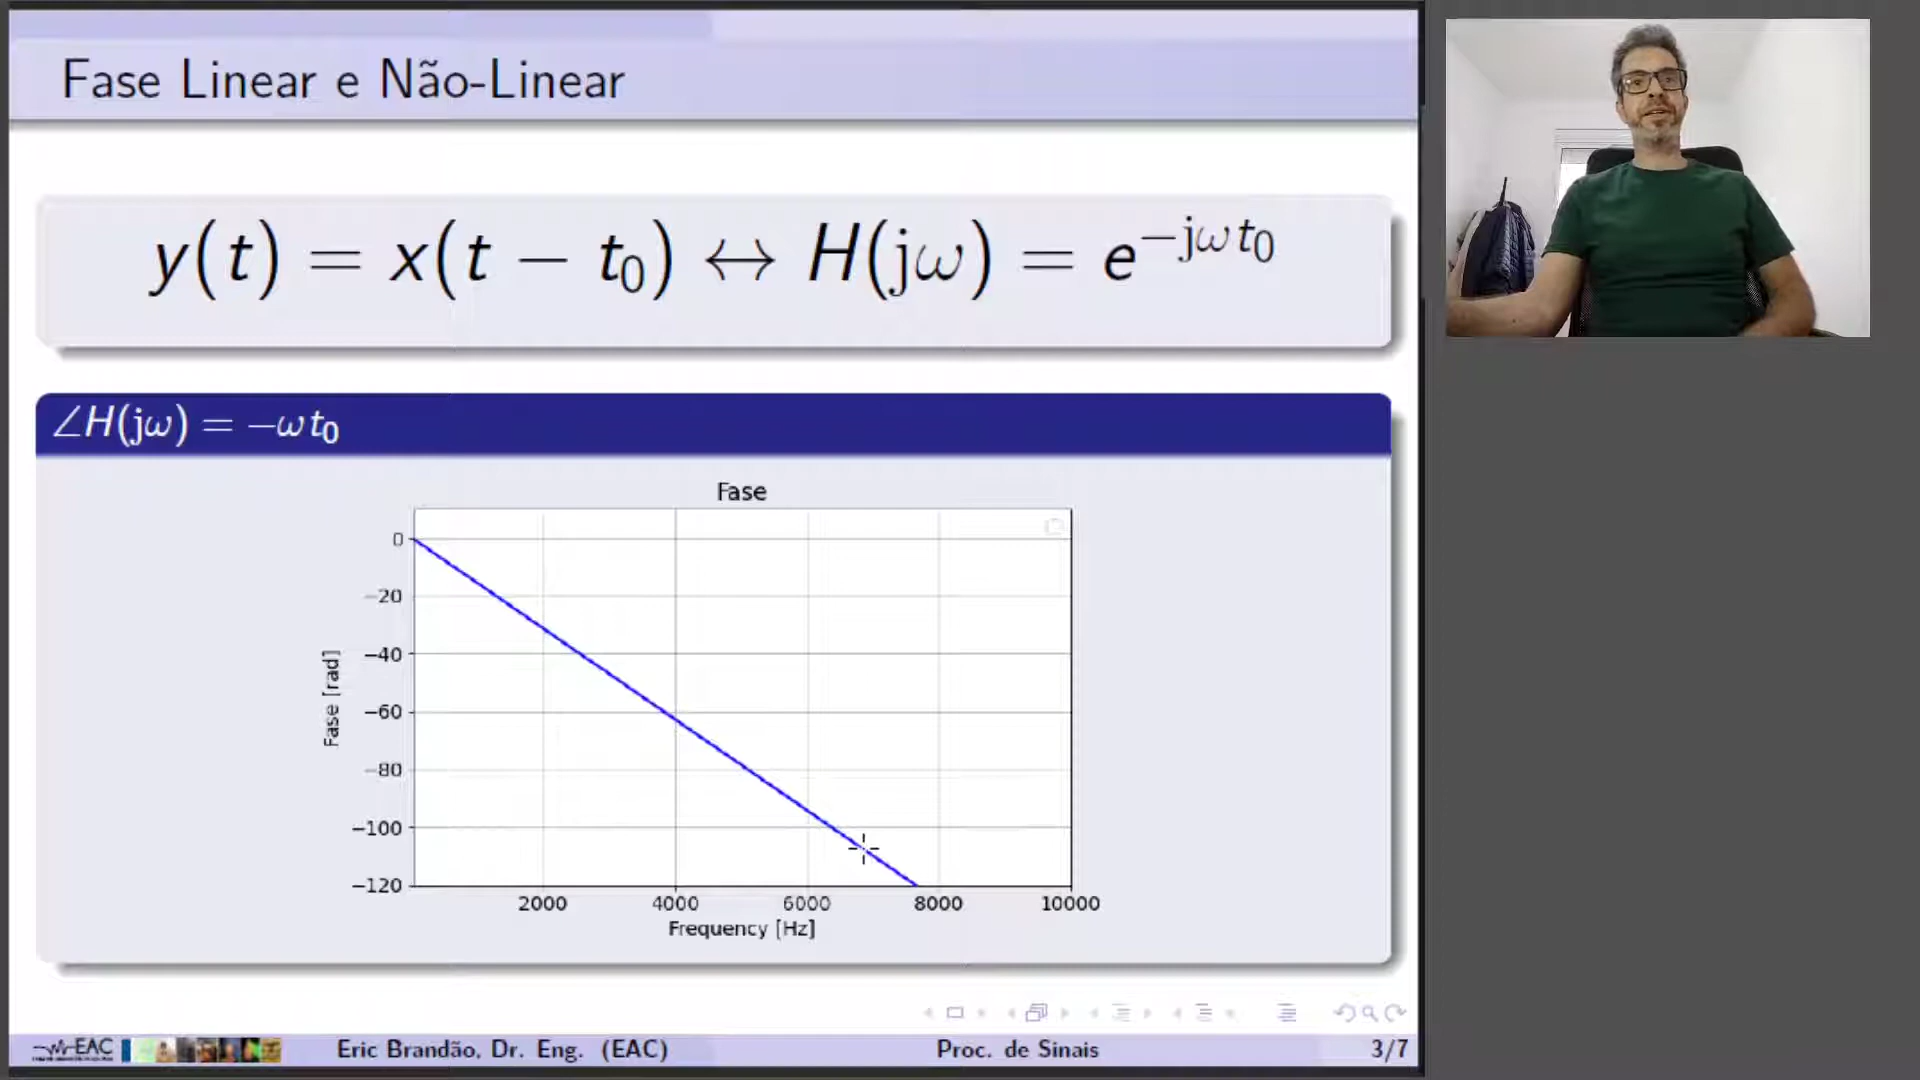 Fase Linear e Não-Linear
y(t) = x(t − t₀) ↔ H(jω) = e^{−jωt₀}
∠H(jω) = −ωt₀
Fase
0
−20
−40
−60
−80
−100
−120
Fase [rad]
2000 4000 6000 8000 10000
Frequency [Hz]
EAC Eric Brandão, Dr. Eng. (EAC) Proc. de Sinais 3/7